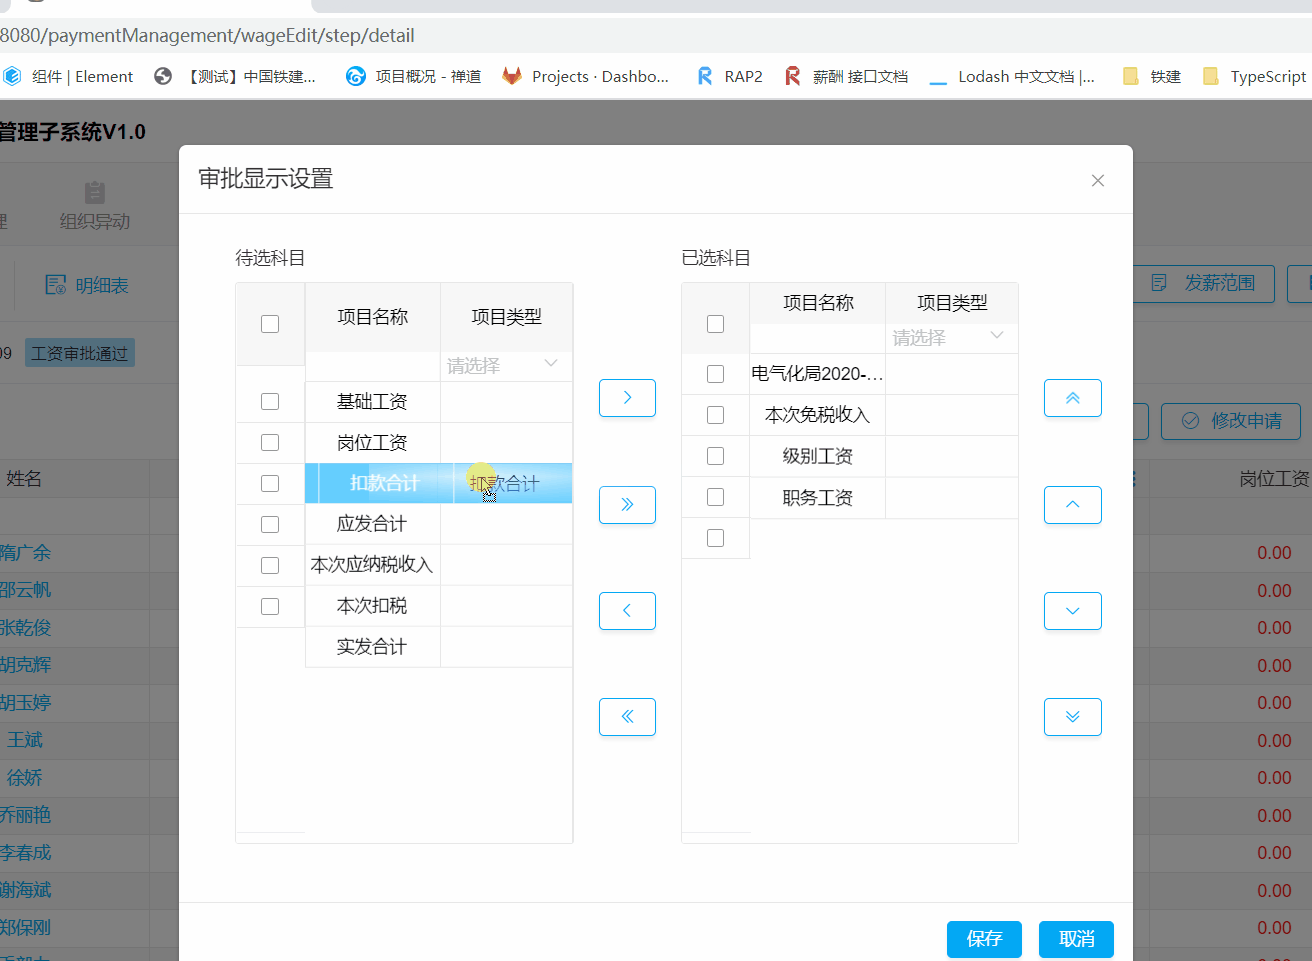 8080/paymentManagement/wageEdit/step/detail
组件 | Element 【测试】中国铁建... 项目概况 - 禅道 Projects · Dashbo... RAP2 薪酬 接口文档 Lodash 中文文档 |... 铁建 TypeScript
管理子系统V1.0
审批显示设置
理 组织异动
待选科目 已选科目
明细表 发薪范围
项目名称 项目类型 项目名称 项目类型
请选择
09 工资审批通过
请选择
电气化局2020-...
基础工资
本次免税收入
修改申请
岗位工资
级别工资
姓名 岗位工资
扣款合计 扣款合计
职务工资
应发合计
隋广余 0.00
本次应纳税收入
邵云帆 0.00
本次扣税
张乾俊 0.00
实发合计
胡克辉 0.00
胡玉婷 0.00
王斌 0.00
徐娇 0.00
乔丽艳 0.00
李春成 0.00
谢海斌 0.00
郑保刚 0.00
保存 取消